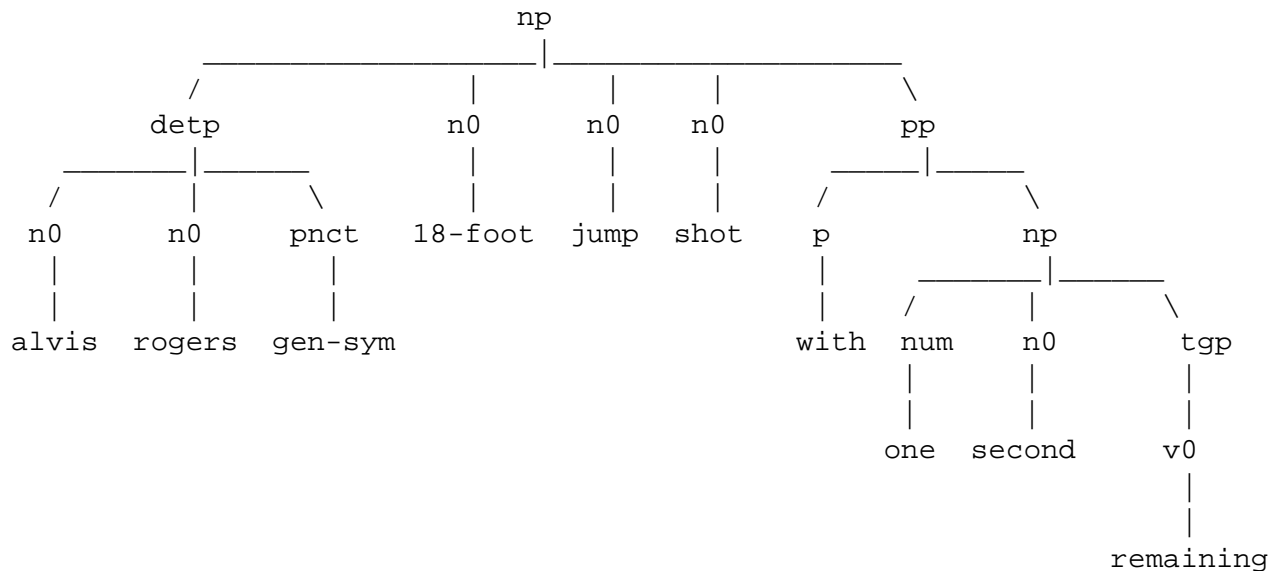 np
detp n0 n0 n0 pp
n0 n0 pnct 18-foot jump shot p np
alvis rogers gen-sym with num n0 tgp
one second v0
remaining